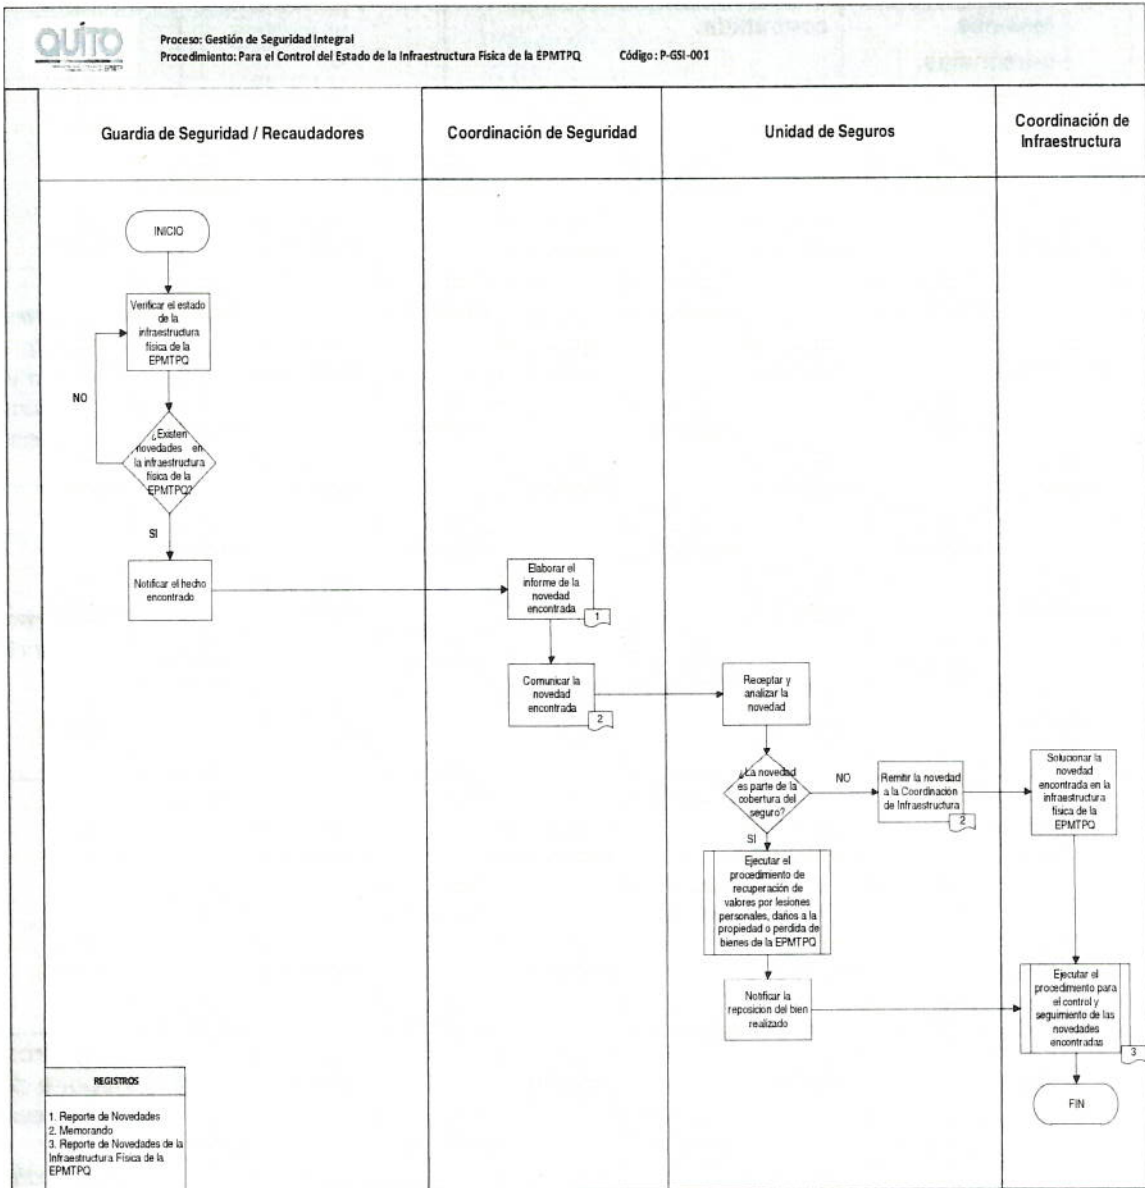 QUITO
Proceso: Gestión de Seguridad Integral
Procedimiento: Para el Control del Estado de la Infraestructura Física de la EPMTPQ Código: P-GSI-001
Guardia de Seguridad / Recaudadores
Coordinación de Seguridad
Unidad de Seguros
Coordinación de
Infraestructura
INICIO
Verificar el estado
de la
infraestructura
física de la
EPMTPQ
NO
¿Existen
novedades en
la infraestructura
física de la
EPMTPQ?
SI
Notificar el hecho
encontrado
Elaborar el
informe de la
novedad
encontrada
1
Comunicar la
novedad
encontrada
2
Receptar y
analizar la
novedad
¿La novedad
es parte de la
cobertura del
seguro?
NO
Remitir la novedad
a la Coordinación
de Infraestructura
2
Solucionar la
novedad
encontrada en la
infraestructura
física de la
EPMTPQ
SI
Ejecutar el
procedimiento de
recuperación de
valores por lesiones
personales, daños a la
propiedad o perdida de
bienes de la EPMTPQ
Notificar la
reposicion del bien
realizado
Ejecutar el
procedimiento para
el control y
seguimiento de las
novedades
encontradas
3
FIN
REGISTROS
1. Reporte de Novedades
2. Memorando
3. Reporte de Novedades de la
Infraestructura Física de la
EPMTPQ